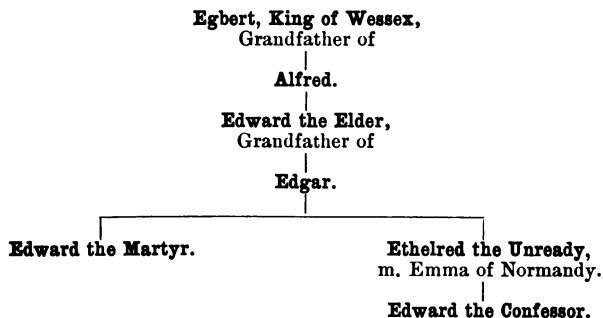 Egbert, King of Wessex,
Grandfather of
Alfred.
Edward the Elder,
Grandfather of
Edgar.
Edward the Martyr.
Ethelred the Unready,
m. Emma of Normandy.
Edward the Confessor.